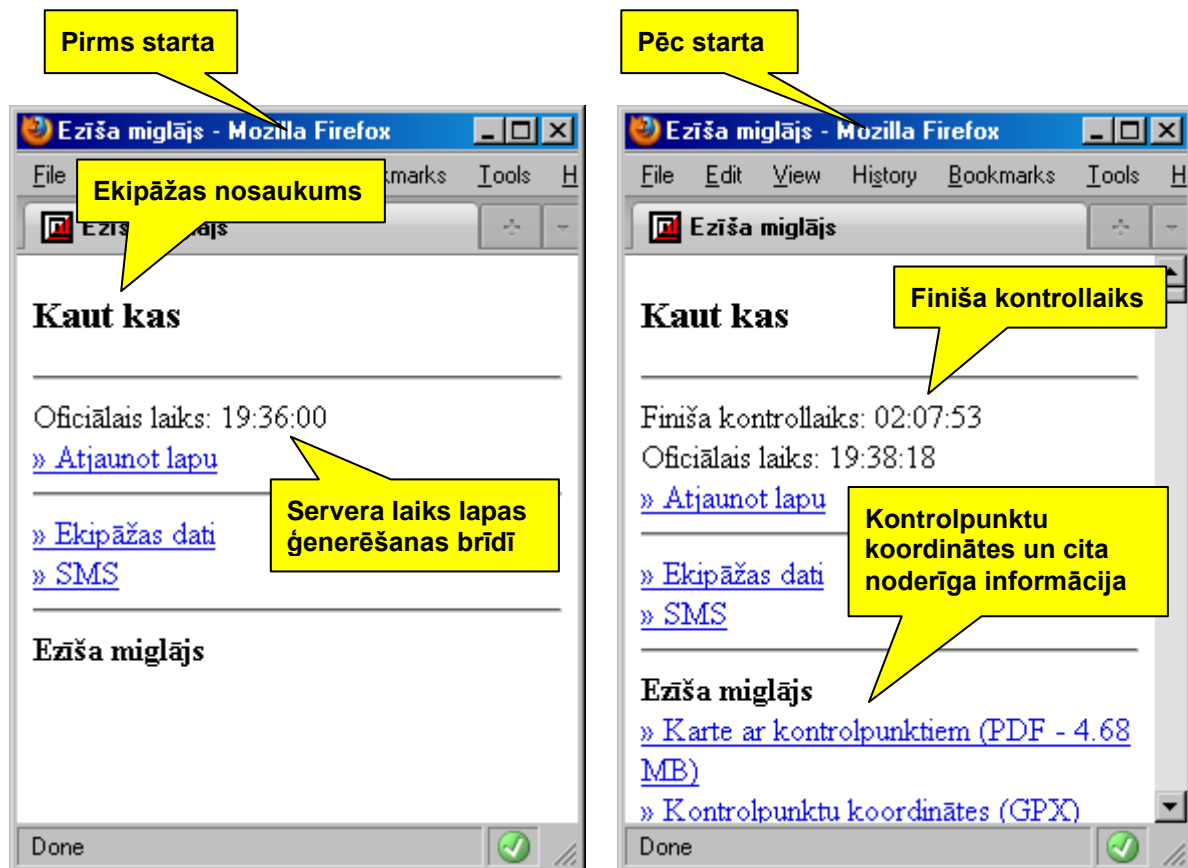 Pirms starta
Ezīša miglājs - Mozilla Firefox
File
kmarks
Tools
H
Ekipāžas nosaukums
Kaut kas
Oficiālais laiks: 19:36:00
» Atjaunot lapu
Servera laiks lapas
ģenerēšanas brīdī
» Ekipāžas dati
» SMS
Ezīša miglājs
Done
Pēc starta
Ezīša miglājs - Mozilla Firefox
File Edit View History Bookmarks Tools H
Ezīša miglājs
Finiša kontrollaiks
Kaut kas
Finiša kontrollaiks: 02:07:53
Oficiālais laiks: 19:38:18
» Atjaunot lapu
Kontrolpunktu
koordinātes un cita
noderīga informācija
» Ekipāžas dati
» SMS
Ezīša miglājs
» Karte ar kontrolpunktiem (PDF - 4.68
MB)
» Kontrolpunktu koordinātes (GPX)
Done